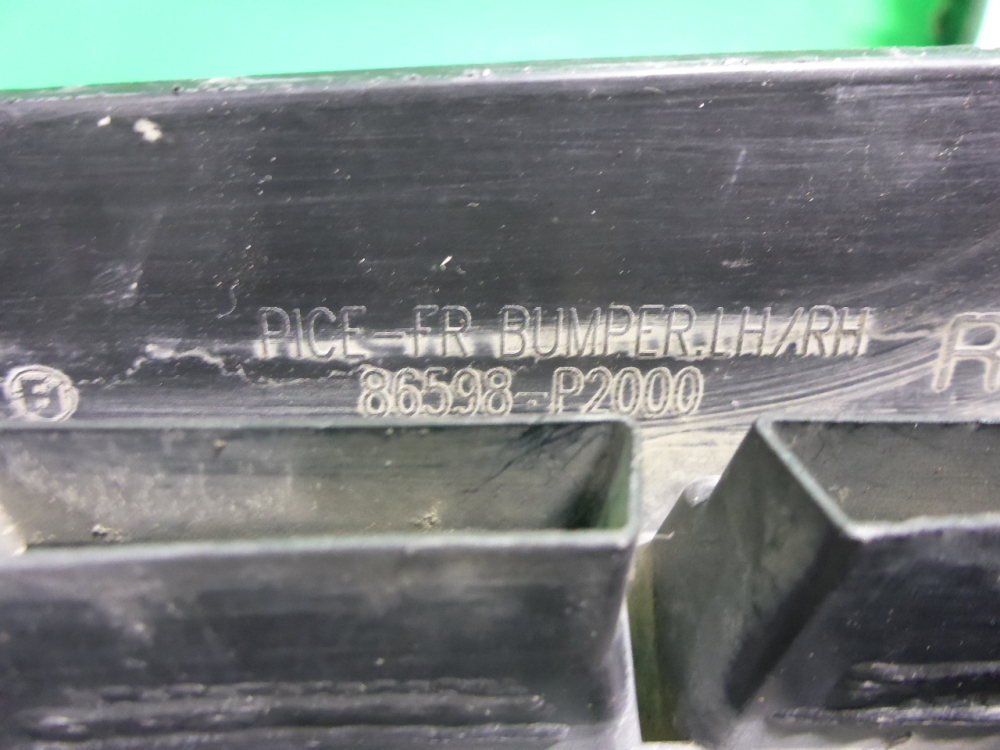 PICE-FR BUMPER.LH/RH
86598-P2000
R